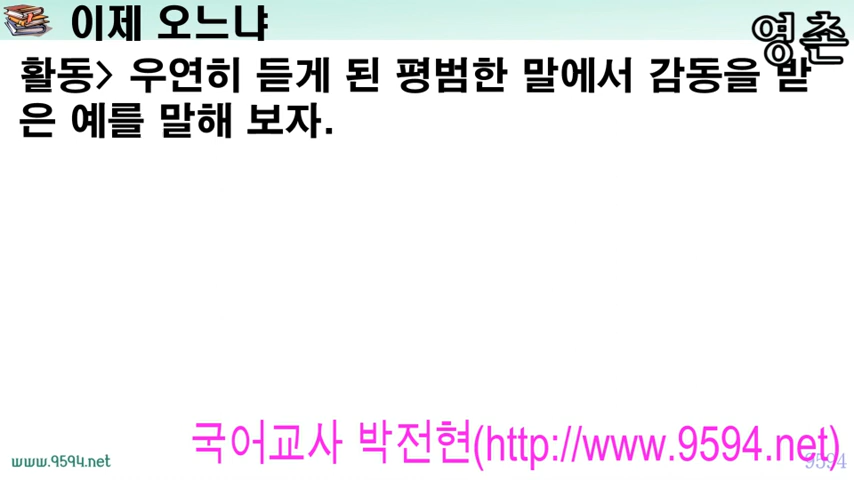 이제 오느냐
영촌
활동> 우연히 듣게 된 평범한 말에서 감동을 받
은 예를 말해 보자.
국어교사 박전현(http://www.9594.net)
www.9594.net
9594